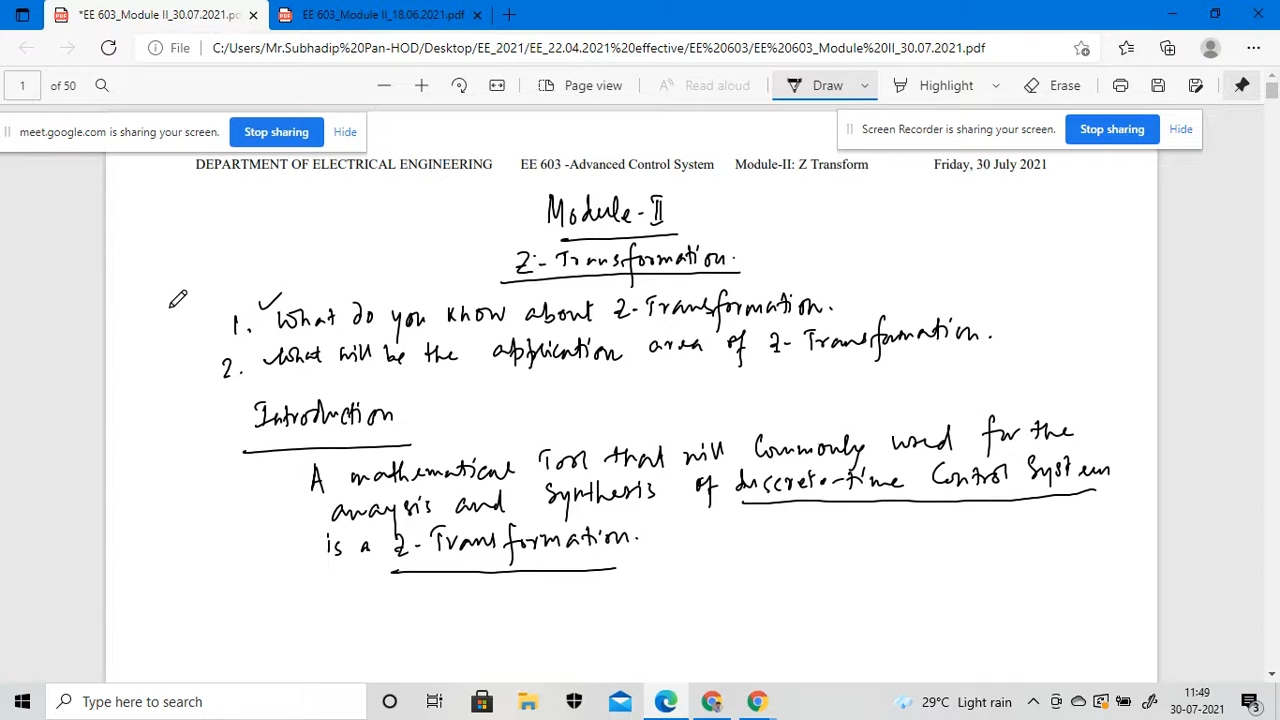 *EE 603_Module II_30.07.2021.pd
EE 603_Module II_18.06.2021.pdf
File C:/Users/Mr.Subhadip%20Pan-HOD/Desktop/EE_2021/EE_22.04.2021%20effective/EE%20603/EE%20603_Module%20II_30.07.2021.pdf
1 of 50 Page view Read aloud Draw Highlight Erase
meet.google.com is sharing your screen. Stop sharing Hide
Screen Recorder is sharing your screen. Stop sharing Hide
DEPARTMENT OF ELECTRICAL ENGINEERING EE 603 -Advanced Control System Module-II: Z Transform Friday, 30 July 2021
Module-II
Z-Transformation.
1. What do you know about Z-Transformation.
2. What will be the application area of Z-Transformation.
Introduction
A mathematical Tool that will Commonly used for the
anaysis and Synthesis of discrete-time Control System
is a Z-Transformation.
Type here to search
29°C Light rain
11:49
30-07-2021
3